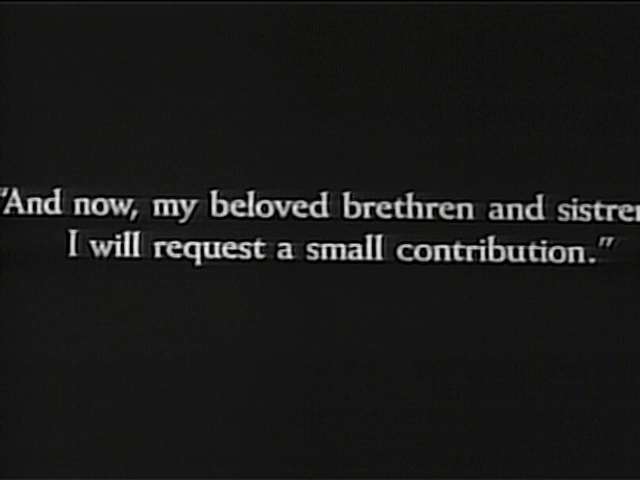 "And now, my beloved brethren and sistren
I will request a small contribution."